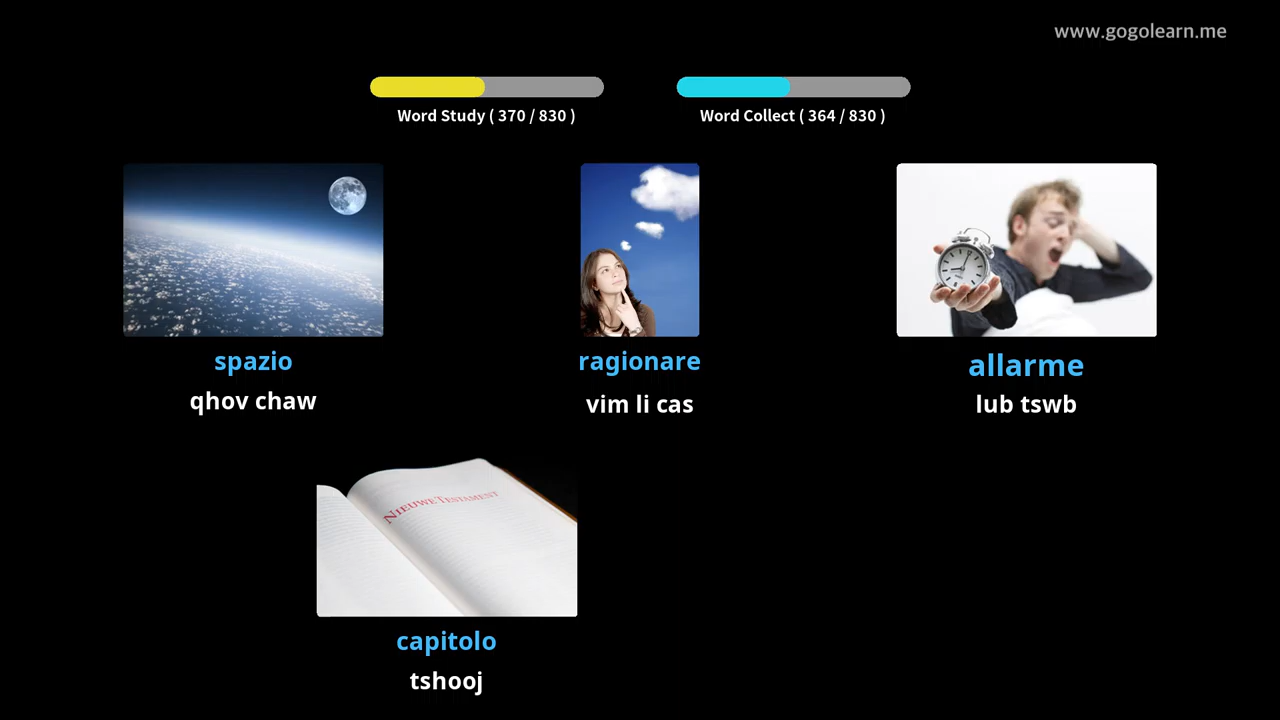 www.gogolearn.me
Word Study ( 370 / 830 )
Word Collect ( 364 / 830 )
spazio
qhov chaw
ragionare
vim li cas
allarme
lub tswb
NIEUWE TESTAMENT
capitolo
tshooj